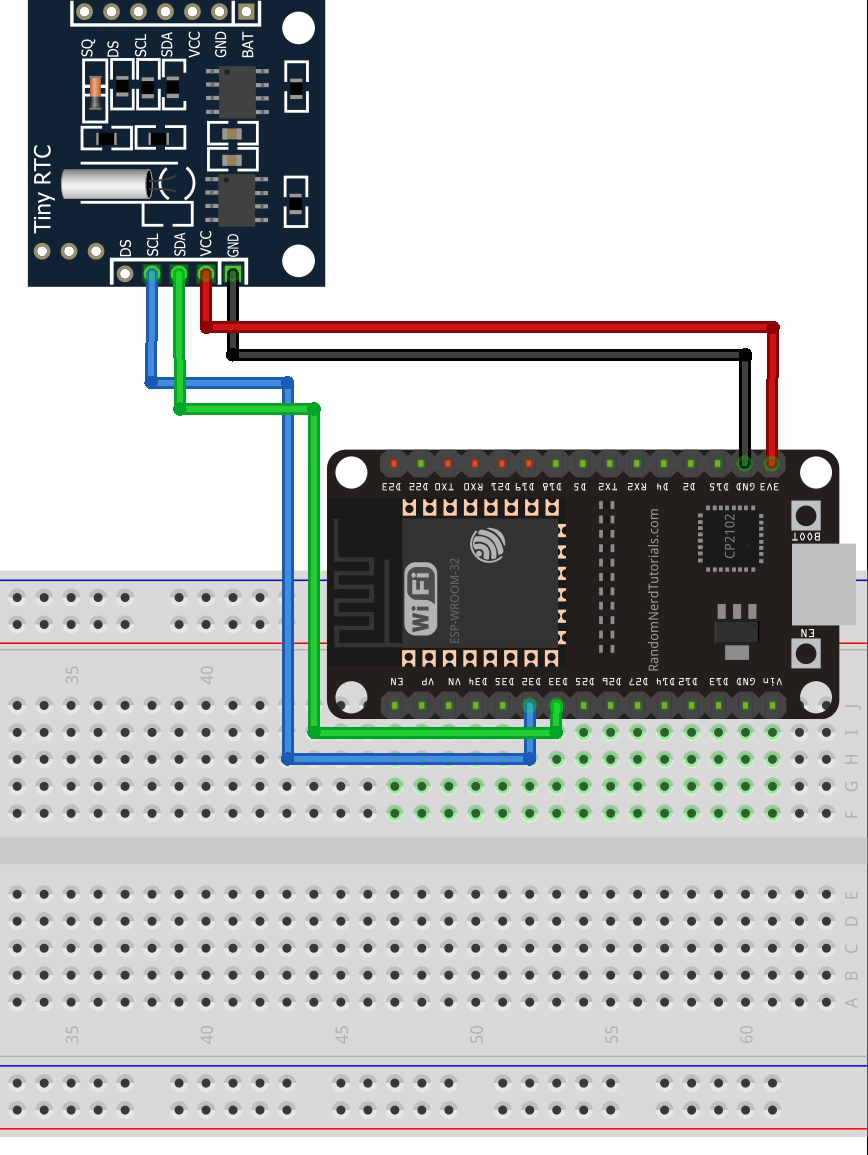 SQ DS SCL SDA VCC GND BAT
Tiny RTC
DS SCL SDA VCC GND
D23 D22 TX0 RX0 D21 D19 D18 D5 TX2 RX2 D4 D2 D15 GND 3V3
BOOT
CP2102
WiFi
ESP-WROOM-32
RandomNerdTutorials.com
EN
EN VP VN D34 D35 D32 D33 D25 D26 D27 D14 D12 D13 GND Vin
35 40
J
I
H
G
F
E
D
C
B
A
35 40 45 50 55 60